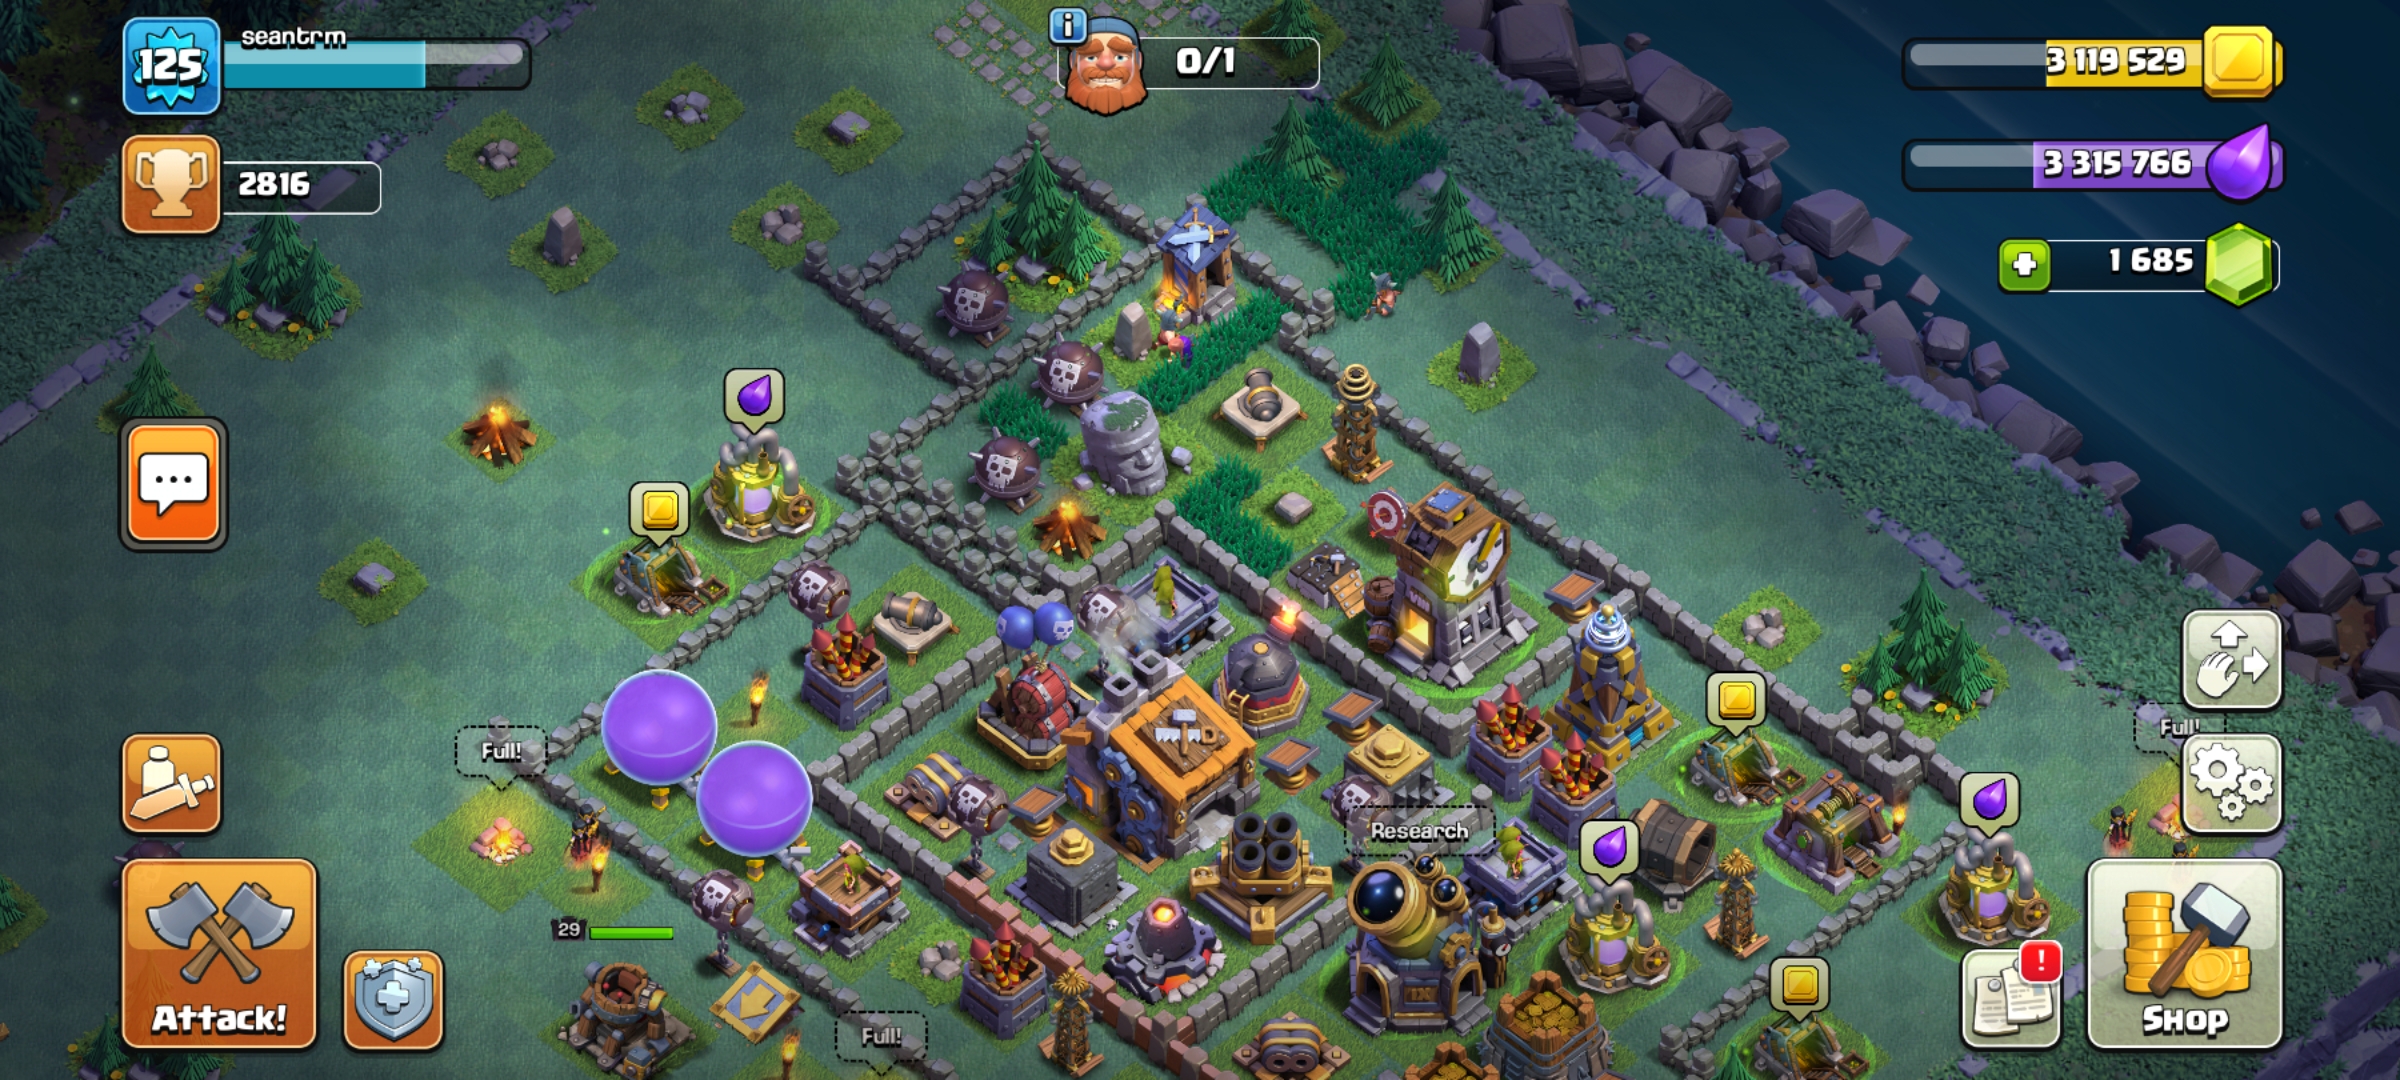 125
seantrm
i
0/1
3 119 529
2816
3 315 766
1 685
Full!
Full!
Research
29
IX
!
Attack!
Full!
Shop